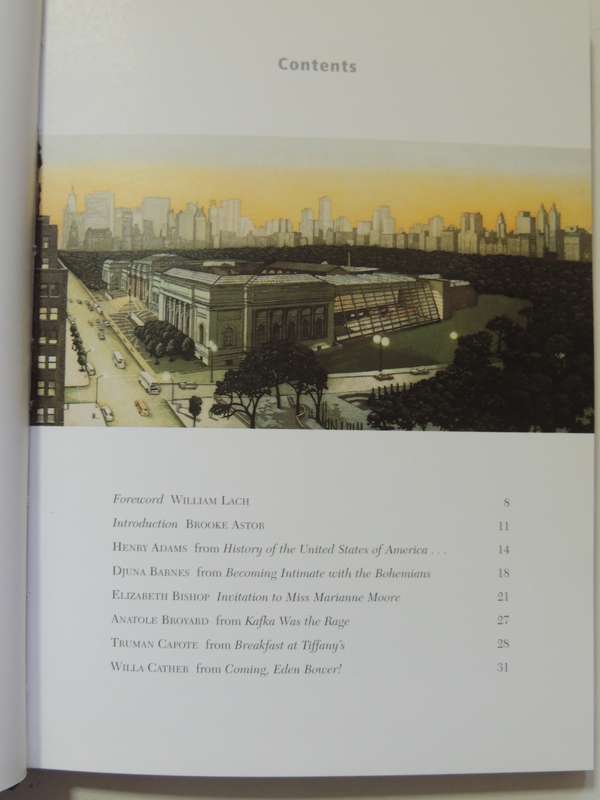 Contents
Foreword WILLIAM LACH 8
Introduction BROOKE ASTOR 11
HENRY ADAMS from History of the United States of America . . . 14
DJUNA BARNES from Becoming Intimate with the Bohemians 18
ELIZABETH BISHOP Invitation to Miss Marianne Moore 21
ANATOLE BROYARD from Kafka Was the Rage 27
TRUMAN CAPOTE from Breakfast at Tiffany's 28
WILLA CATHER from Coming, Eden Bower! 31